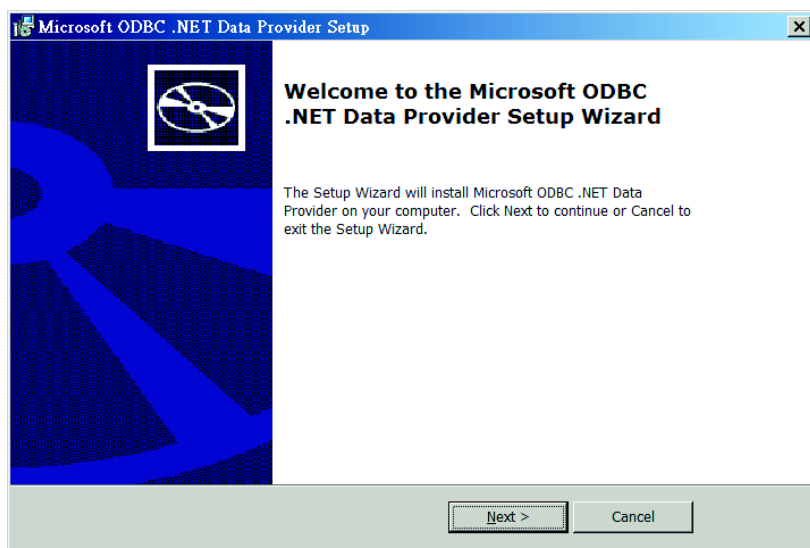 Microsoft ODBC .NET Data Provider Setup
Welcome to the Microsoft ODBC
.NET Data Provider Setup Wizard
The Setup Wizard will install Microsoft ODBC .NET Data
Provider on your computer.  Click Next to continue or Cancel to
exit the Setup Wizard.
Next >
Cancel